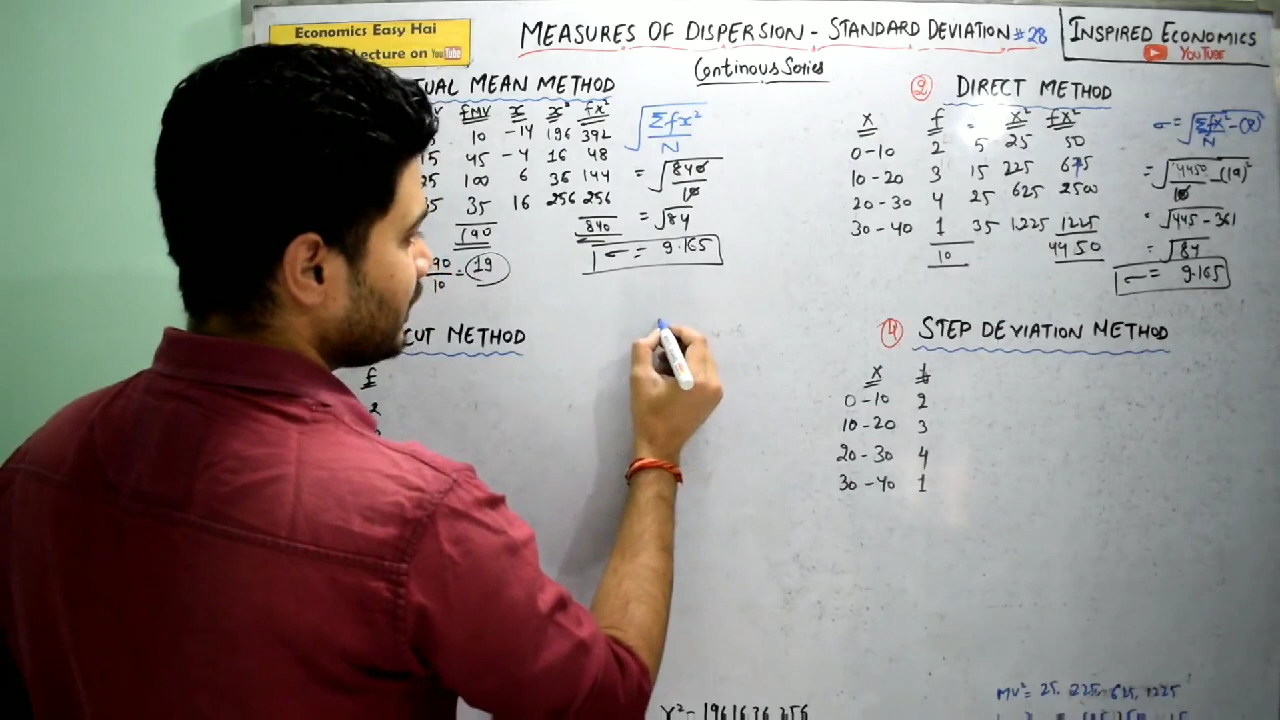 Economics Easy Hai
Lecture on YouTube
MEASURES OF DISPERSION - STANDARD DEVIATION #28
INSPIRED ECONOMICS
YouTube
Continous Series
TUAL MEAN METHOD
fMV x x² fx²
10 -14 196 392
15 45 -4 16 48
25 100 6 36 144
35 35 16 256 256
190 840
90/10 = 19
√Σfx²/N
= √840/10
= √84
σ = 9.165
② DIRECT METHOD
X f X² fX²
0-10 2 5 25 50
10-20 3 15 225 675
20-30 4 25 625 2500
30-40 1 35 1225 1225
10 4450
σ = √ΣfX²/N - (X̄)²
= √4450/10 - (19)²
= √445-361
= √84
σ = 9.165
CUT METHOD
f
2
④ STEP DEVIATION METHOD
X f
0-10 2
10-20 3
20-30 4
30-40 1
MV² = 25, 225, 625, 1225